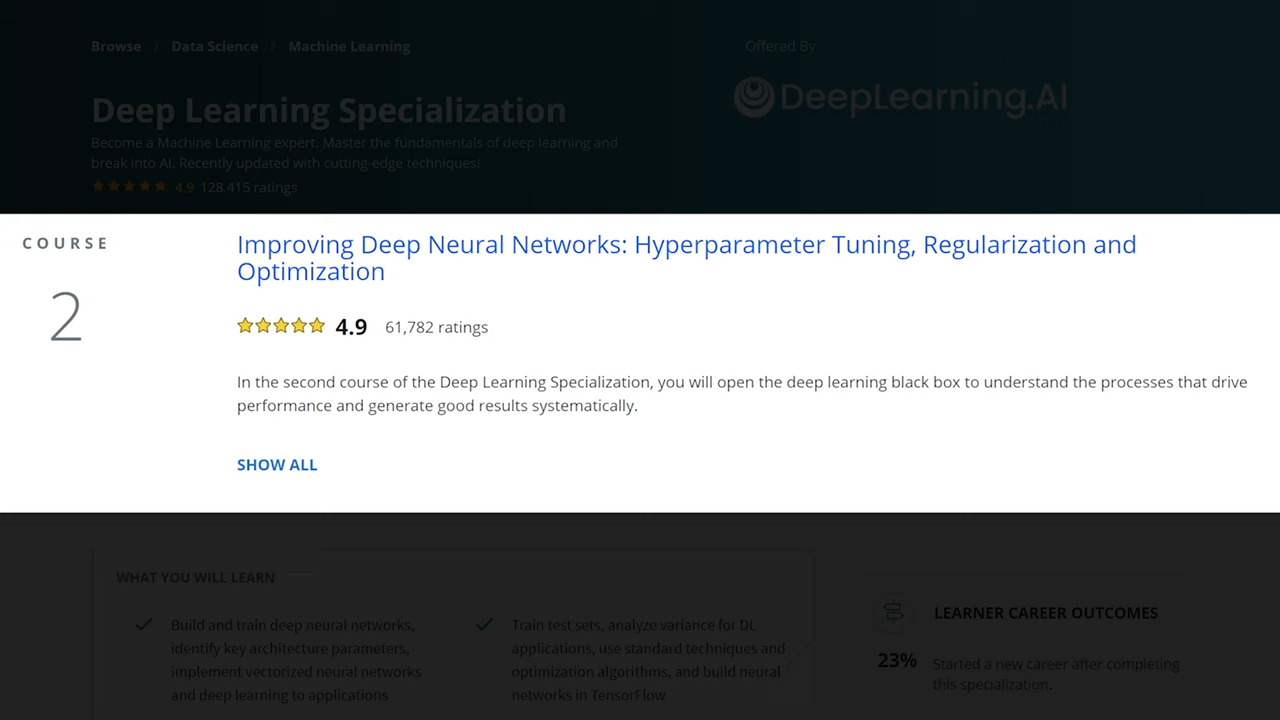 Browse > Data Science > Machine Learning
Offered By
DeepLearning.AI
Deep Learning Specialization
Become a Machine Learning expert. Master the fundamentals of deep learning and
break into AI. Recently updated with cutting-edge techniques!
4.9 128,415 ratings
COURSE
2
Improving Deep Neural Networks: Hyperparameter Tuning, Regularization and
Optimization
4.9 61,782 ratings
In the second course of the Deep Learning Specialization, you will open the deep learning black box to understand the processes that drive
performance and generate good results systematically.
SHOW ALL
WHAT YOU WILL LEARN
Build and train deep neural networks,
identify key architecture parameters,
implement vectorized neural networks
and deep learning to applications
Train test sets, analyze variance for DL
applications, use standard techniques and
optimization algorithms, and build neural
networks in TensorFlow
LEARNER CAREER OUTCOMES
23%
Started a new career after completing
this specialization.